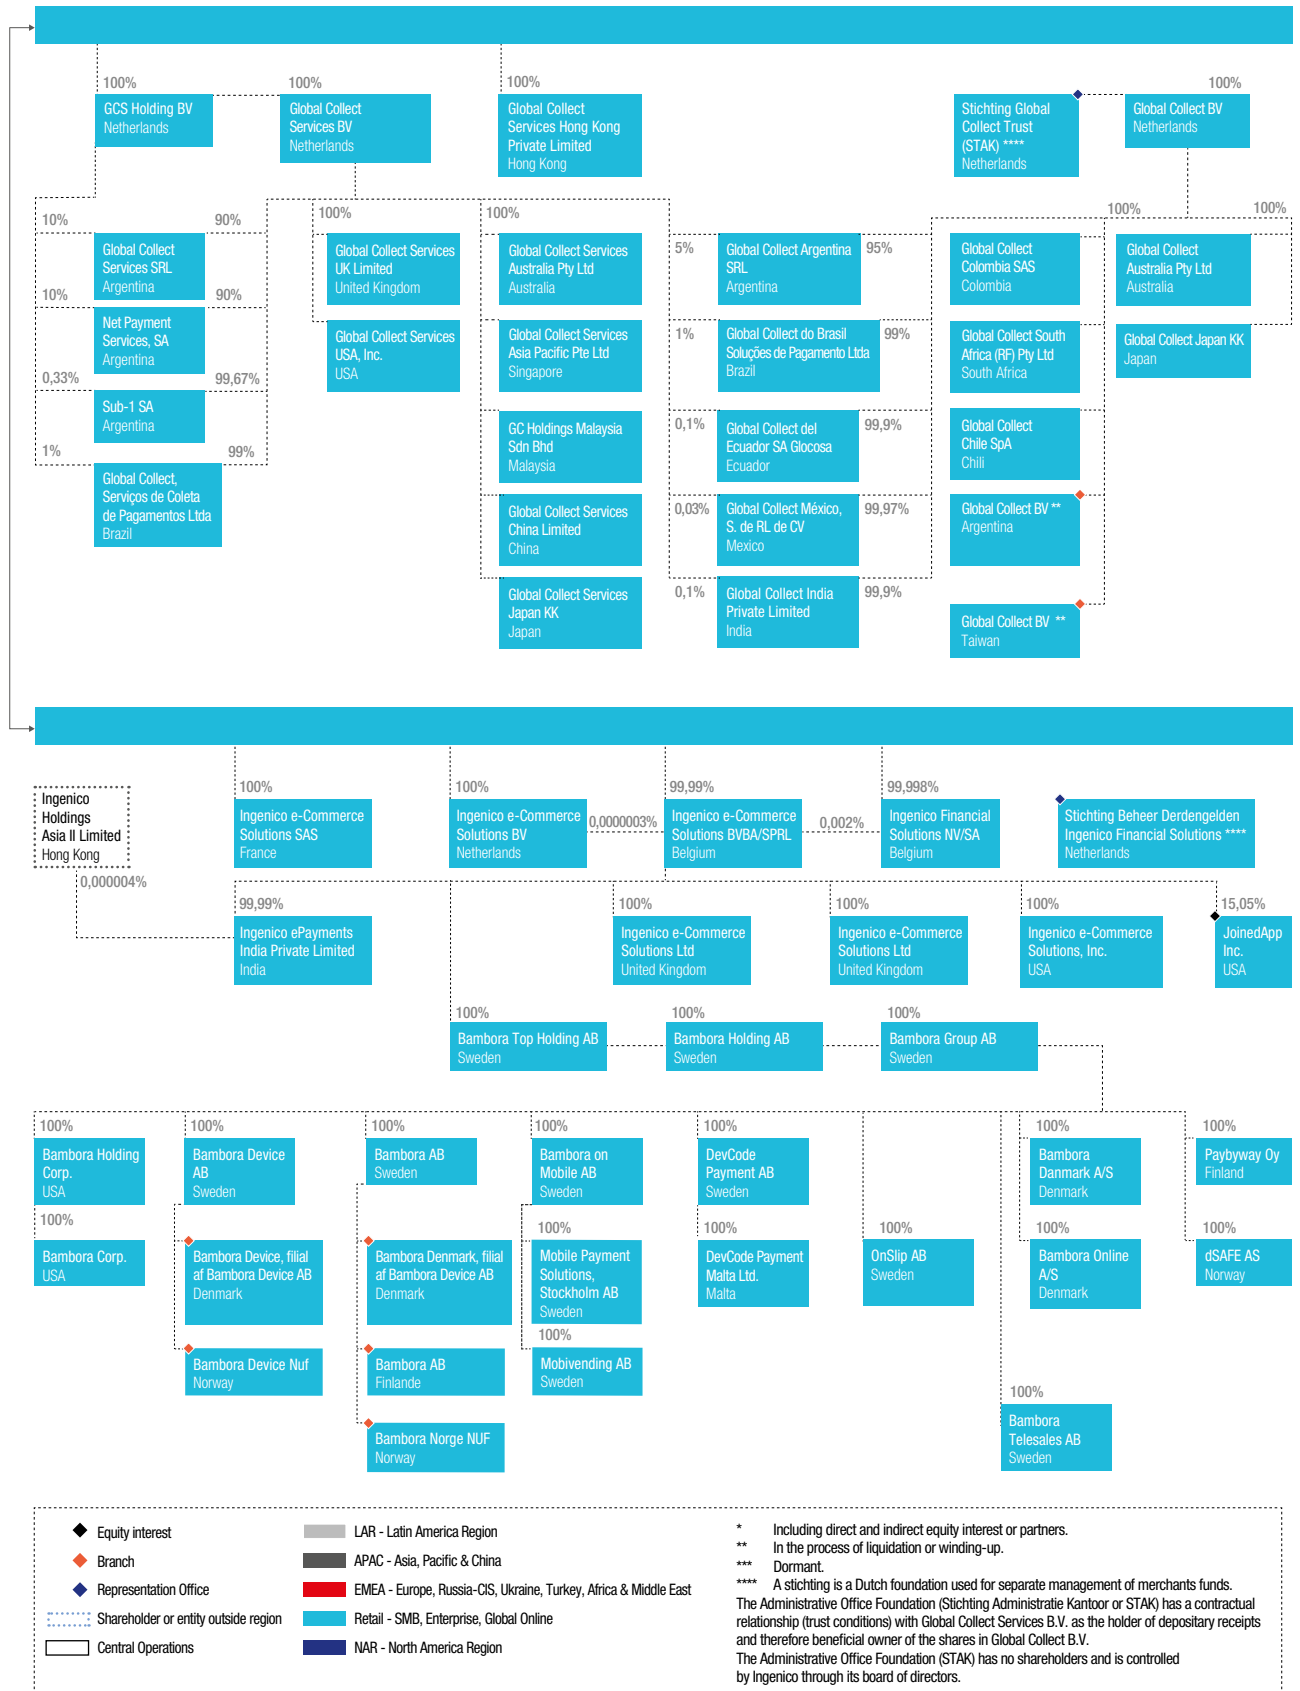 100%
GCS Holding BV
Netherlands
100%
Global Collect
Services BV
Netherlands
100%
Global Collect
Services Hong Kong
Private Limited
Hong Kong
Stichting Global
Collect Trust
(STAK) ****
Netherlands
100%
Global Collect BV
Netherlands
10%
90%
Global Collect
Services SRL
Argentina
10%
90%
Net Payment
Services, SA
Argentina
0,33%
99,67%
Sub-1 SA
Argentina
1%
99%
Global Collect,
Serviços de Coleta
de Pagamentos Ltda
Brazil
100%
Global Collect Services
UK Limited
United Kingdom
Global Collect Services
USA, Inc.
USA
100%
Global Collect Services
Australia Pty Ltd
Australia
Global Collect Services
Asia Pacific Pte Ltd
Singapore
GC Holdings Malaysia
Sdn Bhd
Malaysia
Global Collect Services
China Limited
China
Global Collect Services
Japan KK
Japan
5%
Global Collect Argentina
SRL
Argentina
95%
1%
Global Collect do Brasil
Soluções de Pagamento Ltda
Brazil
99%
0,1%
Global Collect del
Ecuador SA Glocosa
Ecuador
99,9%
0,03%
Global Collect México,
S. de RL de CV
Mexico
99,97%
0,1%
Global Collect India
Private Limited
India
99,9%
100%
Global Collect
Colombia SAS
Colombia
Global Collect South
Africa (RF) Pty Ltd
South Africa
Global Collect
Chile SpA
Chili
Global Collect BV **
Argentina
Global Collect BV **
Taiwan
100%
Global Collect
Australia Pty Ltd
Australia
Global Collect Japan KK
Japan
Ingenico
Holdings
Asia II Limited
Hong Kong
0,000004%
100%
Ingenico e-Commerce
Solutions SAS
France
100%
Ingenico e-Commerce
Solutions BV
Netherlands
0,0000003%
99,99%
Ingenico e-Commerce
Solutions BVBA/SPRL
Belgium
0,002%
99,998%
Ingenico Financial
Solutions NV/SA
Belgium
Stichting Beheer Derdengelden
Ingenico Financial Solutions ****
Netherlands
99,99%
Ingenico ePayments
India Private Limited
India
100%
Ingenico e-Commerce
Solutions Ltd
United Kingdom
100%
Ingenico e-Commerce
Solutions Ltd
United Kingdom
100%
Ingenico e-Commerce
Solutions, Inc.
USA
15,05%
JoinedApp
Inc.
USA
100%
Bambora Top Holding AB
Sweden
100%
Bambora Holding AB
Sweden
100%
Bambora Group AB
Sweden
100%
Bambora Holding
Corp.
USA
100%
Bambora Corp.
USA
100%
Bambora Device
AB
Sweden
Bambora Device, filial
af Bambora Device AB
Denmark
Bambora Device Nuf
Norway
100%
Bambora AB
Sweden
Bambora Denmark, filial
af Bambora Device AB
Denmark
Bambora AB
Finlande
Bambora Norge NUF
Norway
100%
Bambora on
Mobile AB
Sweden
100%
Mobile Payment
Solutions,
Stockholm AB
Sweden
100%
Mobivending AB
Sweden
100%
DevCode
Payment AB
Sweden
100%
DevCode Payment
Malta Ltd.
Malta
100%
OnSlip AB
Sweden
100%
Bambora
Telesales AB
Sweden
100%
Bambora
Danmark A/S
Denmark
100%
Bambora Online
A/S
Denmark
100%
Paybyway Oy
Finland
100%
dSAFE AS
Norway
Equity interest
Branch
Representation Office
Shareholder or entity outside region
Central Operations
LAR - Latin America Region
APAC - Asia, Pacific & China
EMEA - Europe, Russia-CIS, Ukraine, Turkey, Africa & Middle East
Retail - SMB, Enterprise, Global Online
NAR - North America Region
* Including direct and indirect equity interest or partners.
** In the process of liquidation or winding-up.
*** Dormant.
**** A stichting is a Dutch foundation used for separate management of merchants funds.
The Administrative Office Foundation (Stichting Administratie Kantoor or STAK) has a contractual
relationship (trust conditions) with Global Collect Services B.V. as the holder of depositary receipts
and therefore beneficial owner of the shares in Global Collect B.V.
The Administrative Office Foundation (STAK) has no shareholders and is controlled
by Ingenico through its board of directors.